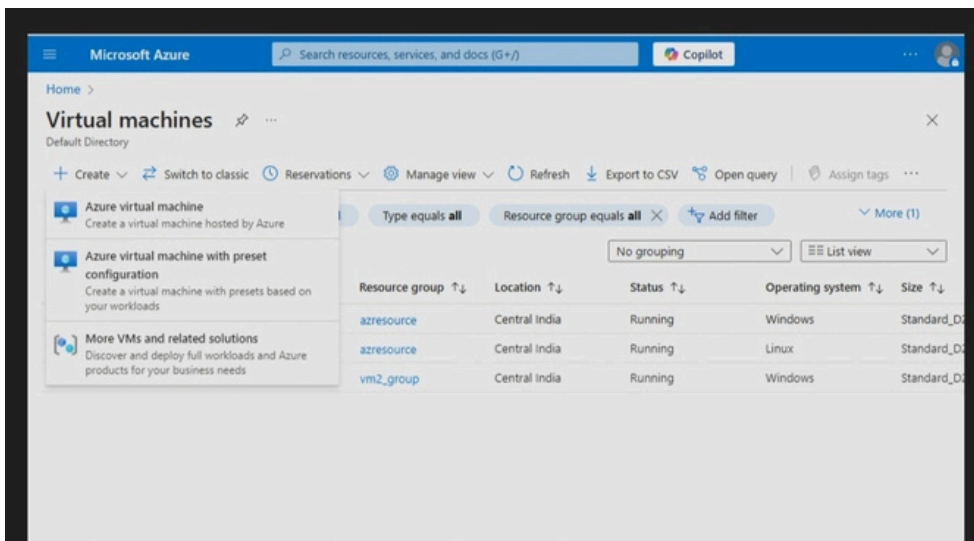 Microsoft Azure
Search resources, services, and docs (G+/)
Copilot
...
Home >
Virtual machines
...
Default Directory
+ Create
Switch to classic
Reservations
Manage view
Refresh
Export to CSV
Open query
Assign tags
...
Azure virtual machine
Create a virtual machine hosted by Azure
Azure virtual machine with preset
configuration
Create a virtual machine with presets based on
your workloads
More VMs and related solutions
Discover and deploy full workloads and Azure
products for your business needs
Type equals all
Resource group equals all
Add filter
More (1)
No grouping
List view
Resource group ↑↓ Location ↑↓ Status ↑↓ Operating system ↑↓ Size ↑↓
azresource Central India Running Windows Standard_D2
azresource Central India Running Linux Standard_D2
vm2_group Central India Running Windows Standard_D2